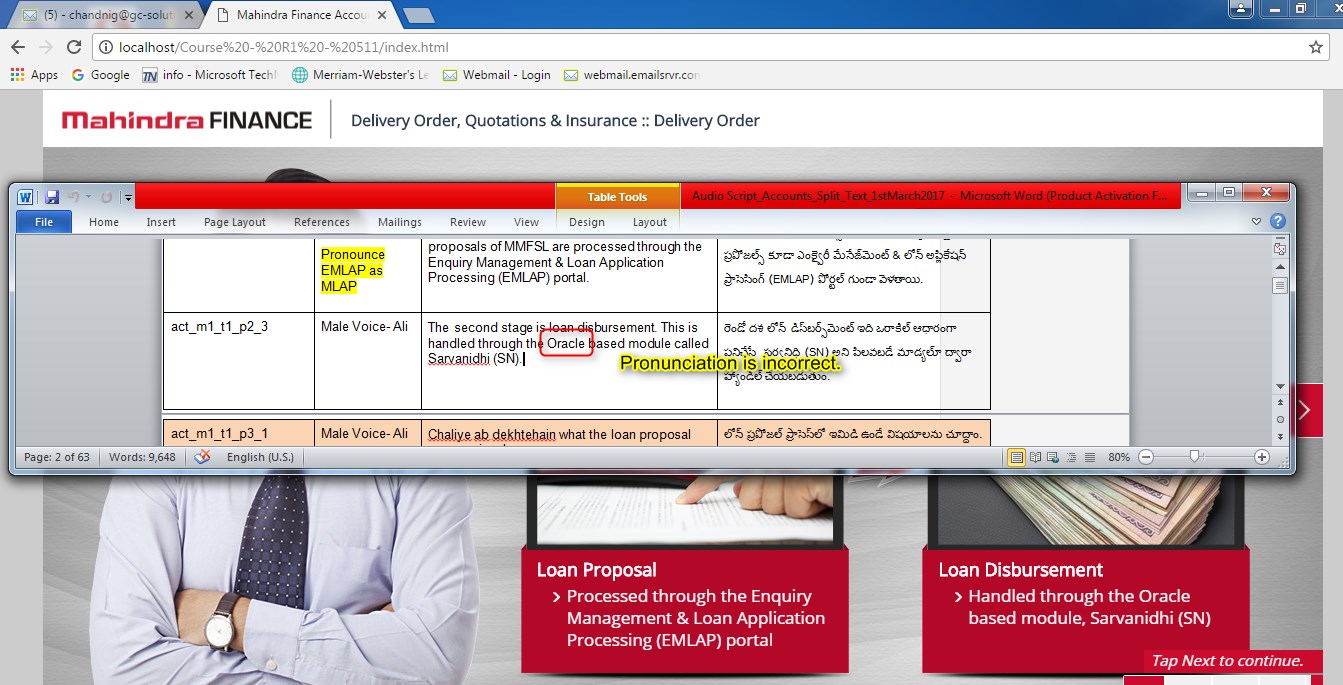 (5) - chandnig@gc-soluti
Mahindra Finance Accou
localhost/Course%20-%20R1%20-%20511/index.html
Apps
Google
info - Microsoft Tech
Merriam-Webster's Le
Webmail - Login
webmail.emailsrvr.com
Mahindra FINANCE
Delivery Order, Quotations & Insurance :: Delivery Order
Table Tools
Audio Script_Accounts_Split_Text_1stMarch2017 - Microsoft Word (Product Activation F...
File
Home
Insert
Page Layout
References
Mailings
Review
View
Design
Layout
Pronounce
EMLAP as
MLAP
proposals of MMFSL are processed through the
Enquiry Management & Loan Application
Processing (EMLAP) portal.
ప్రపోజల్స్ కూడా ఎంక్వైరీ మేనేజ్‌మెంట్ & లోన్ అప్లికేషన్
ప్రాసెసింగ్ (EMLAP) పోర్టల్ గుండా వెళతాయి.
act_m1_t1_p2_3
Male Voice- Ali
The second stage is loan disbursement. This is
handled through the Oracle based module called
Sarvanidhi (SN).
రెండో దశ లోన్ డిస్‌బర్స్‌మెంట్ ఇది ఒరాకిల్ ఆధారంగా
పనిచేసే సర్వనిధి (SN) అని పిలవబడే మాడ్యూల్ ద్వారా
హ్యాండిల్ చేయబడుతుం.
Pronunciation is incorrect.
act_m1_t1_p3_1
Male Voice- Ali
Chaliye ab dekhtehain what the loan proposal
లోన్ ప్రపోజల్ ప్రాసెస్‌లో ఇమిడి ఉండే విషయాలను చూద్దాం.
Page: 2 of 63
Words: 9,648
English (U.S.)
80%
Loan Proposal
Processed through the Enquiry
Management & Loan Application
Processing (EMLAP) portal
Loan Disbursement
Handled through the Oracle
based module, Sarvanidhi (SN)
Tap Next to continue.